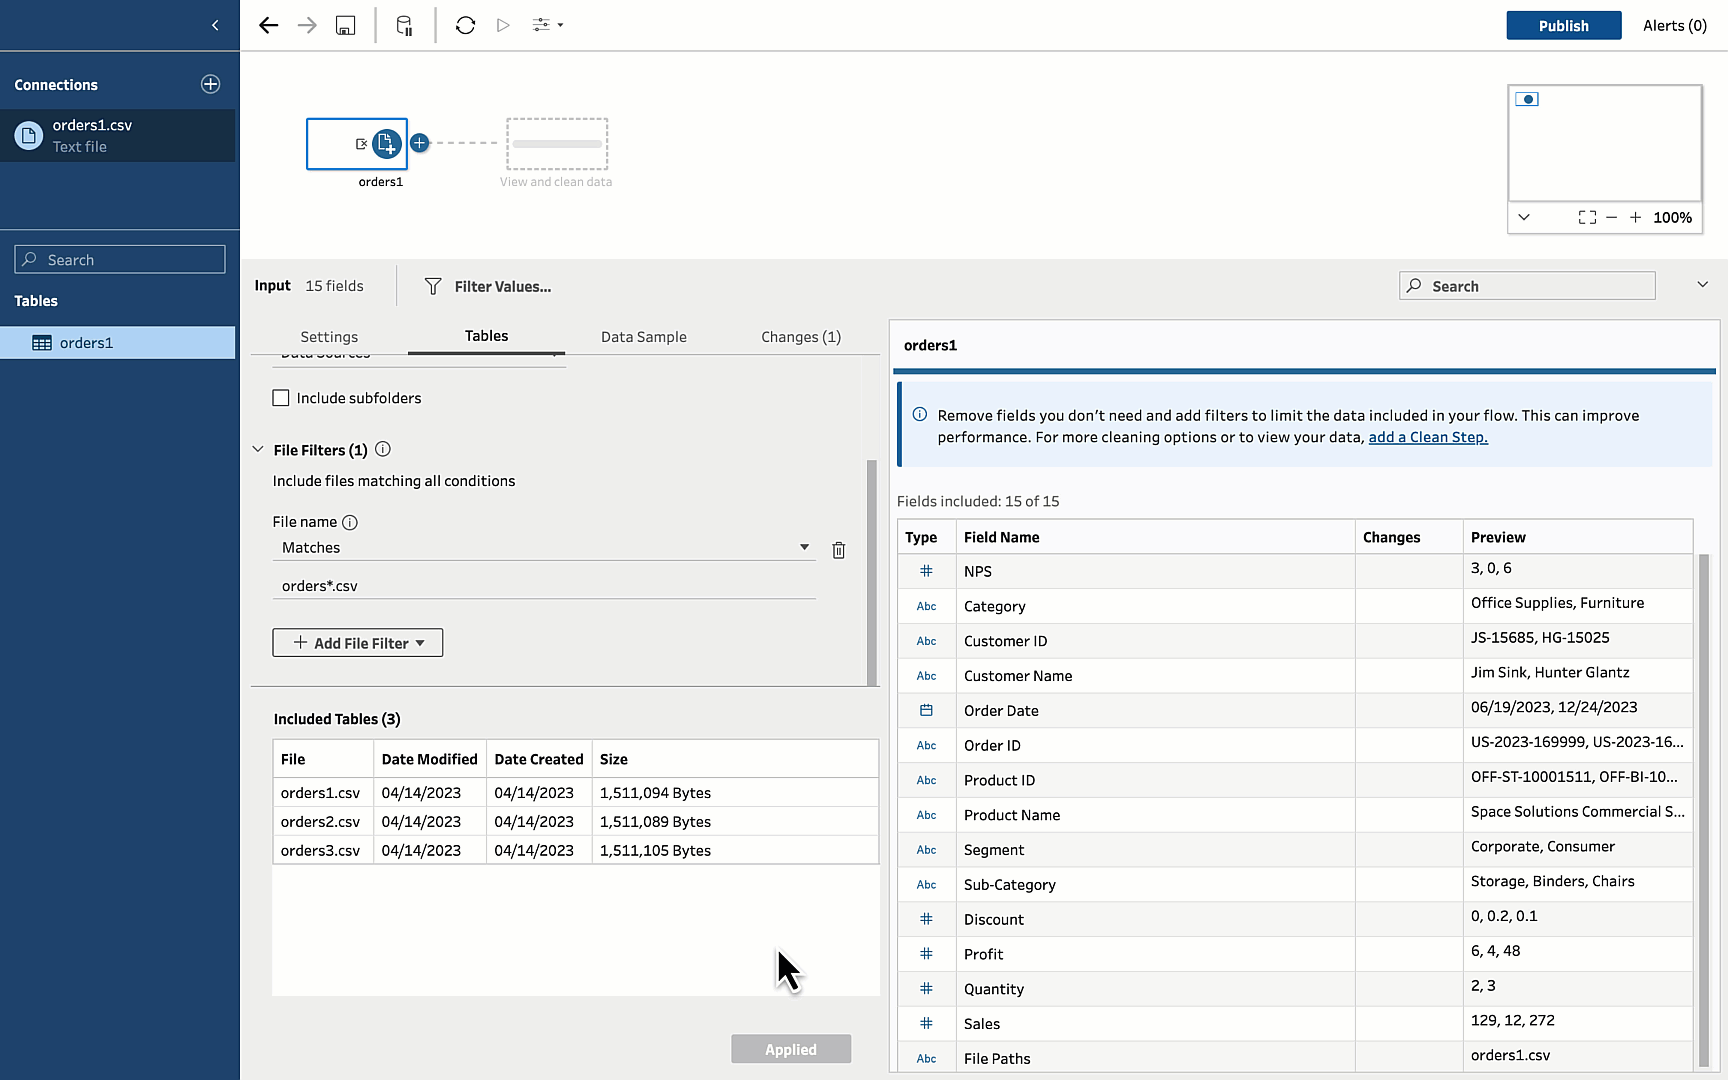 Publish
Alerts (0)
Connections
orders1.csv
Text file
Search
Tables
orders1
orders1
View and clean data
100%
Input
15 fields
Filter Values...
Search
Settings
Tables
Data Sample
Changes (1)
Data Sources
Include subfolders
File Filters (1)
Include files matching all conditions
File name
Matches
orders*.csv
Add File Filter
Included Tables (3)
File Date Modified Date Created Size
orders1.csv 04/14/2023 04/14/2023 1,511,094 Bytes
orders2.csv 04/14/2023 04/14/2023 1,511,089 Bytes
orders3.csv 04/14/2023 04/14/2023 1,511,105 Bytes
Applied
orders1
Remove fields you don't need and add filters to limit the data included in your flow. This can improve
performance. For more cleaning options or to view your data, add a Clean Step.
Fields included: 15 of 15
Type Field Name Changes Preview
# NPS 3, 0, 6
Abc Category Office Supplies, Furniture
Abc Customer ID JS-15685, HG-15025
Abc Customer Name Jim Sink, Hunter Glantz
Order Date 06/19/2023, 12/24/2023
Abc Order ID US-2023-169999, US-2023-16...
Abc Product ID OFF-ST-10001511, OFF-BI-10...
Abc Product Name Space Solutions Commercial S...
Abc Segment Corporate, Consumer
Abc Sub-Category Storage, Binders, Chairs
# Discount 0, 0.2, 0.1
# Profit 6, 4, 48
# Quantity 2, 3
# Sales 129, 12, 272
Abc File Paths orders1.csv